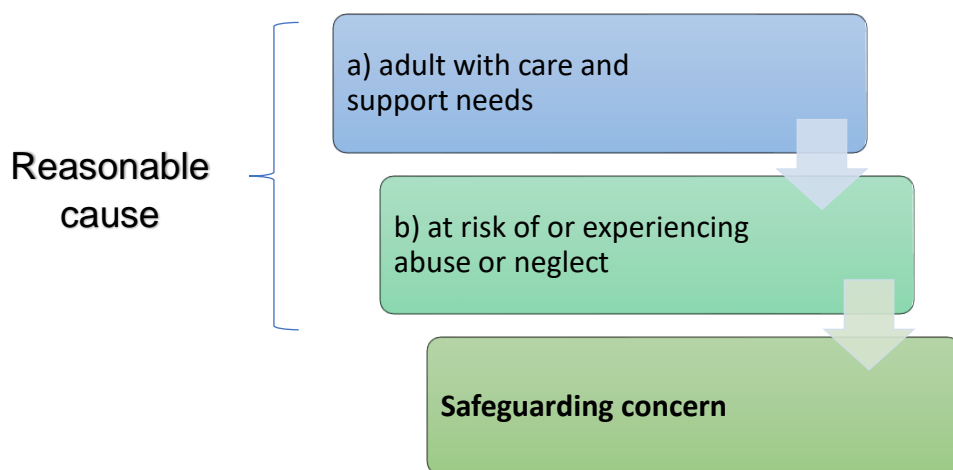 Reasonable
cause
a) adult with care and
support needs
b) at risk of or experiencing
abuse or neglect
Safeguarding concern